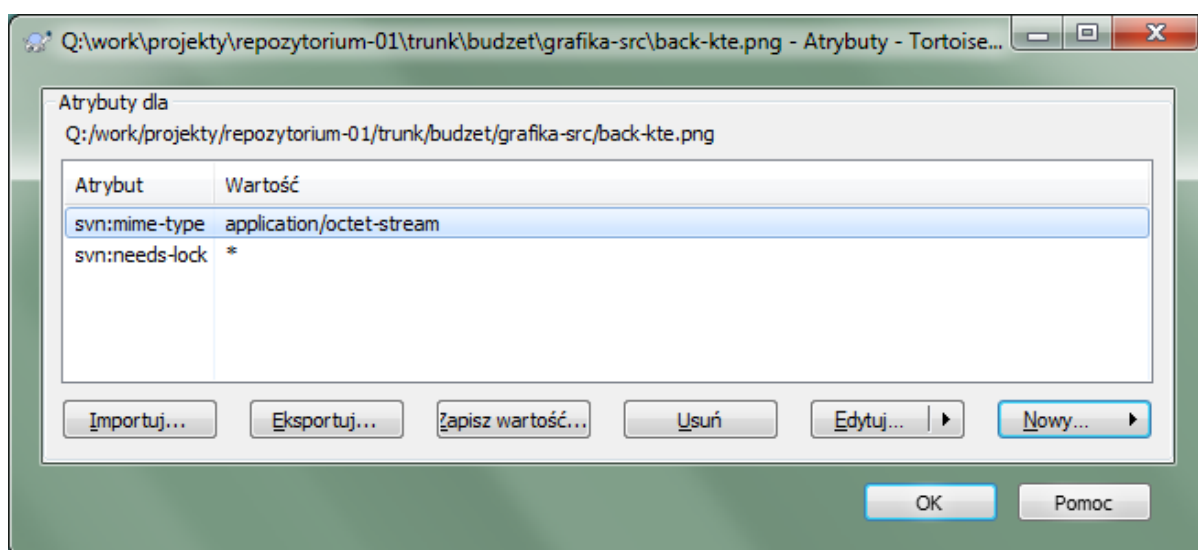 Q:\work\projekty\repozytorium-01\trunk\budzet\grafika-src\back-kte.png - Atrybuty - Tortoise...
Atrybuty dla
Q:/work/projekty/repozytorium-01/trunk/budzet/grafika-src/back-kte.png
Atrybut Wartość
svn:mime-type application/octet-stream
svn:needs-lock *
Importuj... Eksportuj... Zapisz wartość... Usuń Edytuj... Nowy...
OK Pomoc